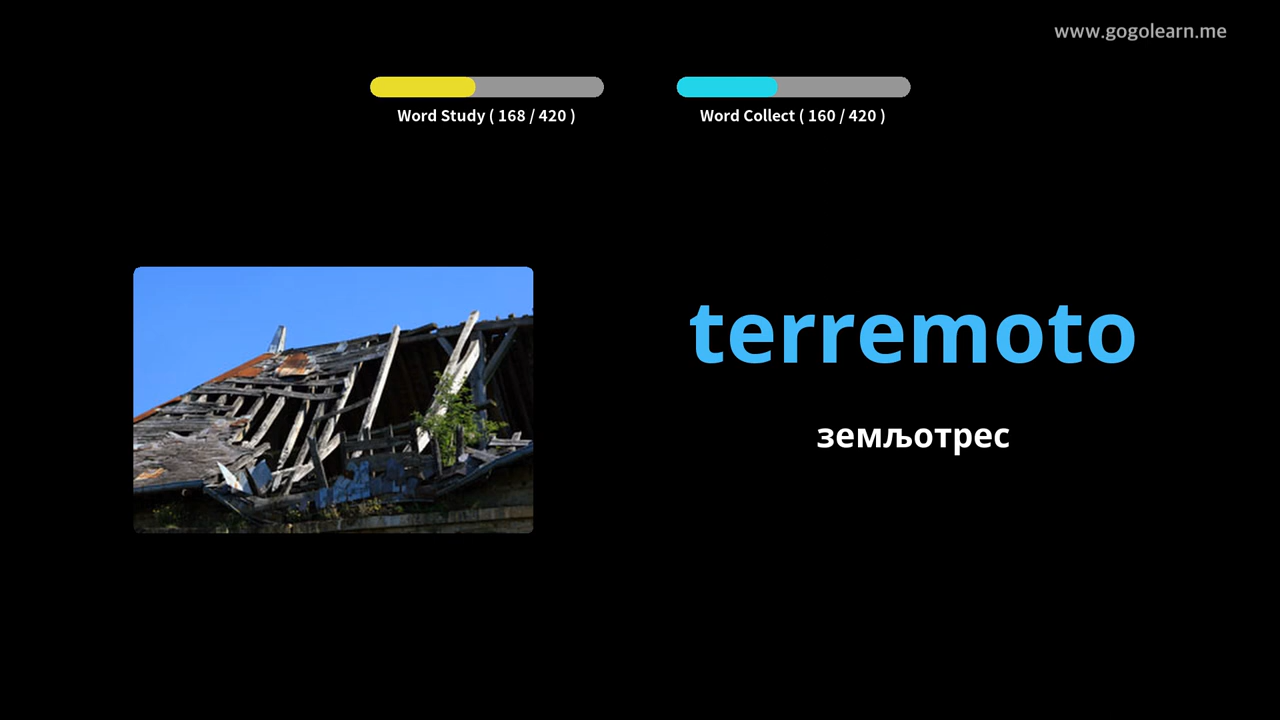 www.gogolearn.me
Word Study ( 168 / 420 )
Word Collect ( 160 / 420 )
terremoto
земљотрес